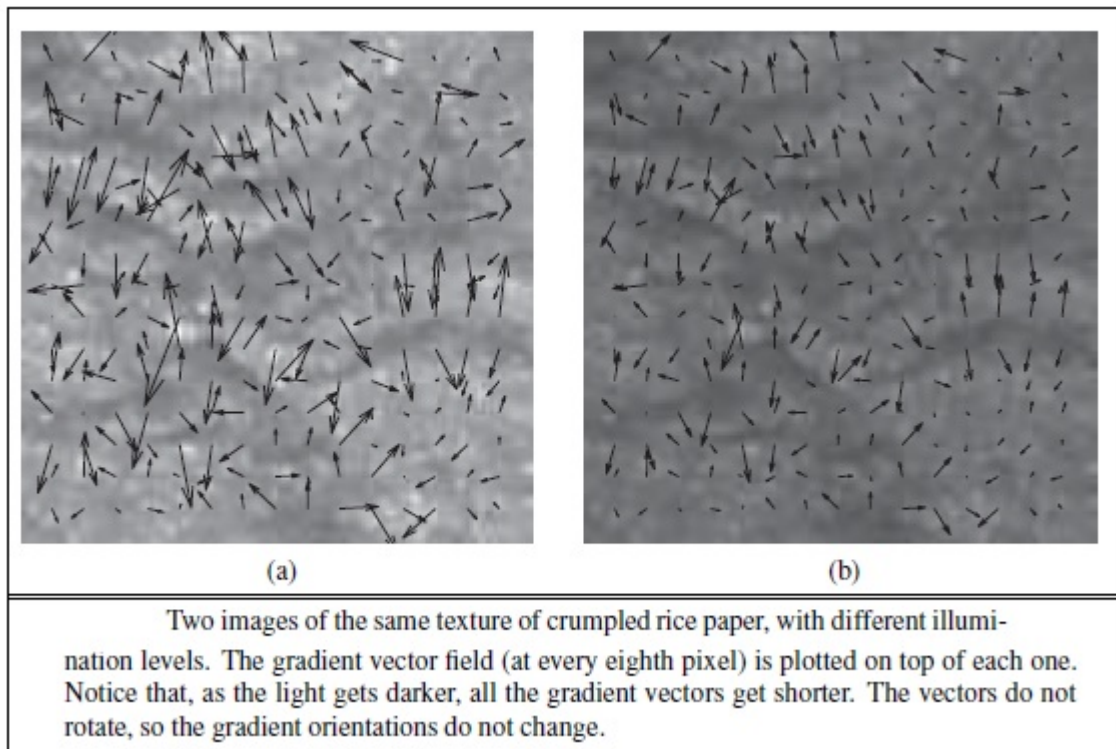 (a) (b)
Two images of the same texture of crumpled rice paper, with different illumi-
nation levels. The gradient vector field (at every eighth pixel) is plotted on top of each one.
Notice that, as the light gets darker, all the gradient vectors get shorter. The vectors do not
rotate, so the gradient orientations do not change.